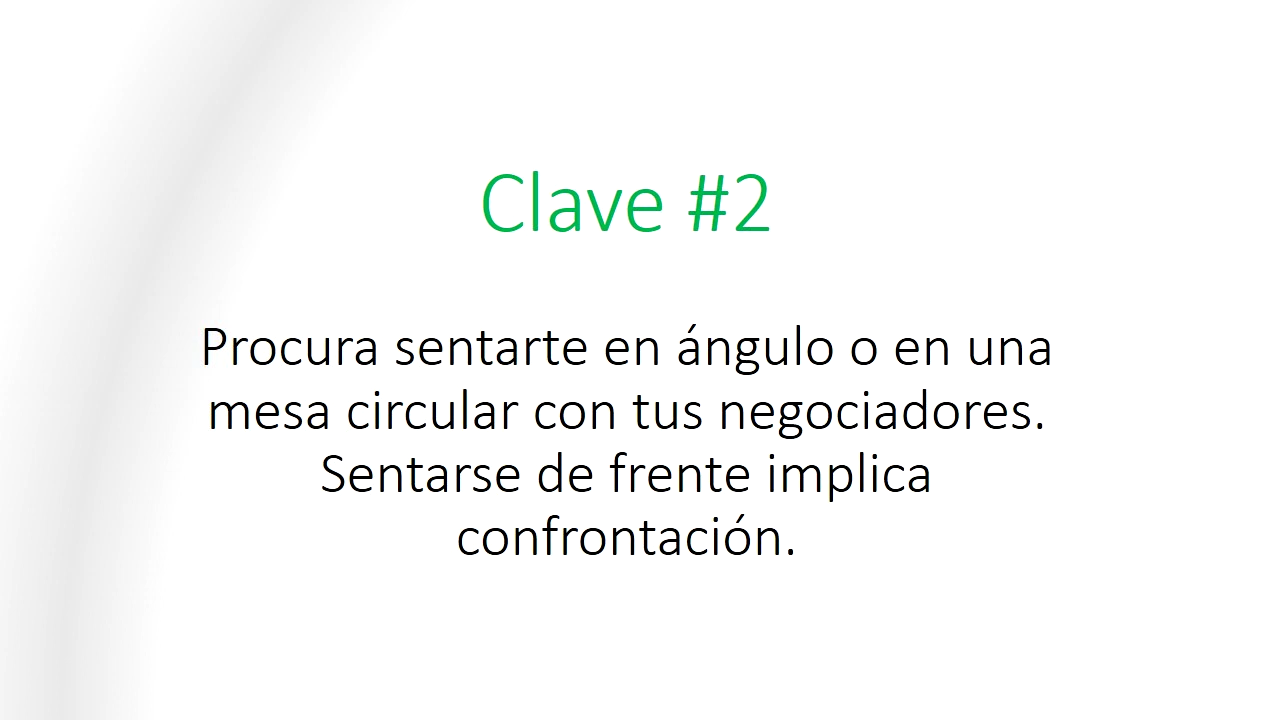 Clave #2
Procura sentarte en ángulo o en una
mesa circular con tus negociadores.
Sentarse de frente implica
confrontación.